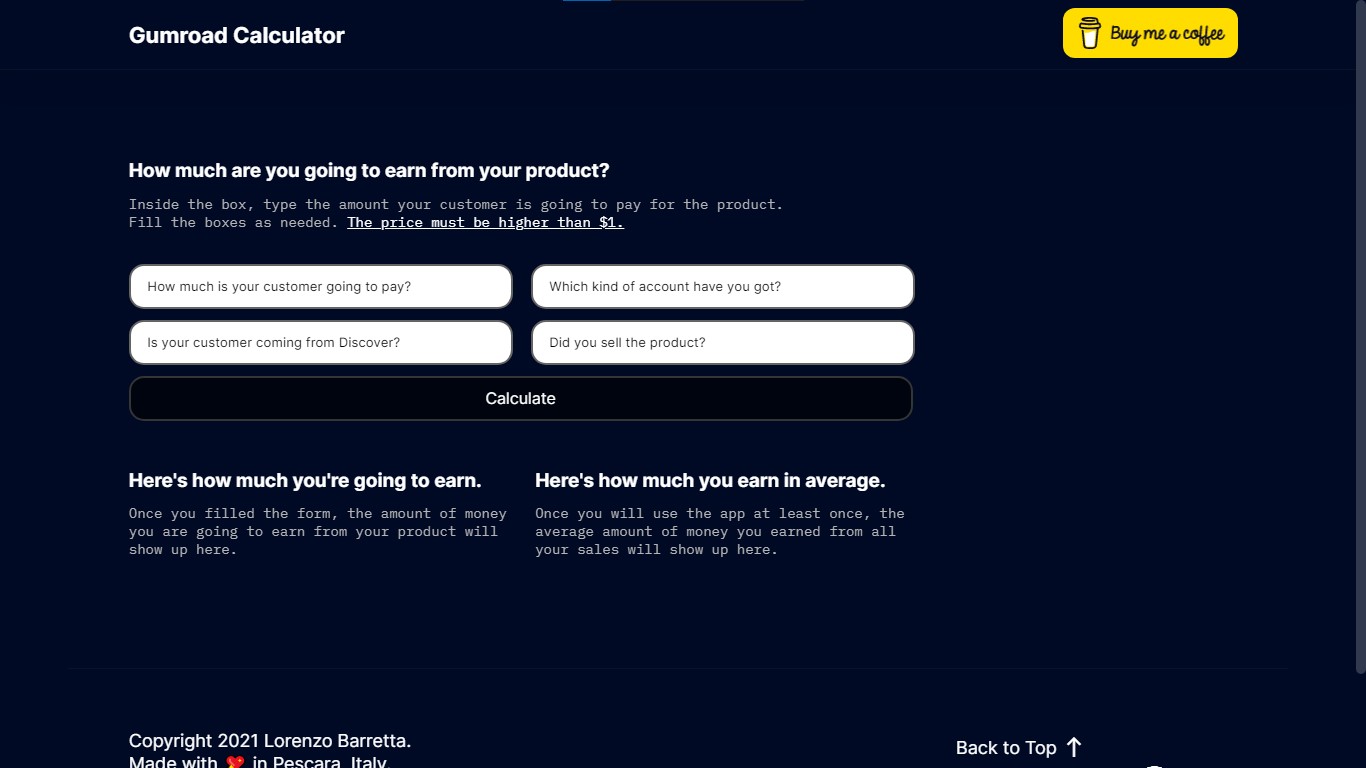 Gumroad Calculator
Buy me a coffee
How much are you going to earn from your product?
Inside the box, type the amount your customer is going to pay for the product.
Fill the boxes as needed. The price must be higher than $1.
How much is your customer going to pay?
Which kind of account have you got?
Is your customer coming from Discover?
Did you sell the product?
Calculate
Here's how much you're going to earn.
Once you filled the form, the amount of money
you are going to earn from your product will
show up here.
Here's how much you earn in average.
Once you will use the app at least once, the
average amount of money you earned from all
your sales will show up here.
Copyright 2021 Lorenzo Barretta.
Made with 💖 in Pescara, Italy.
Back to Top ↑